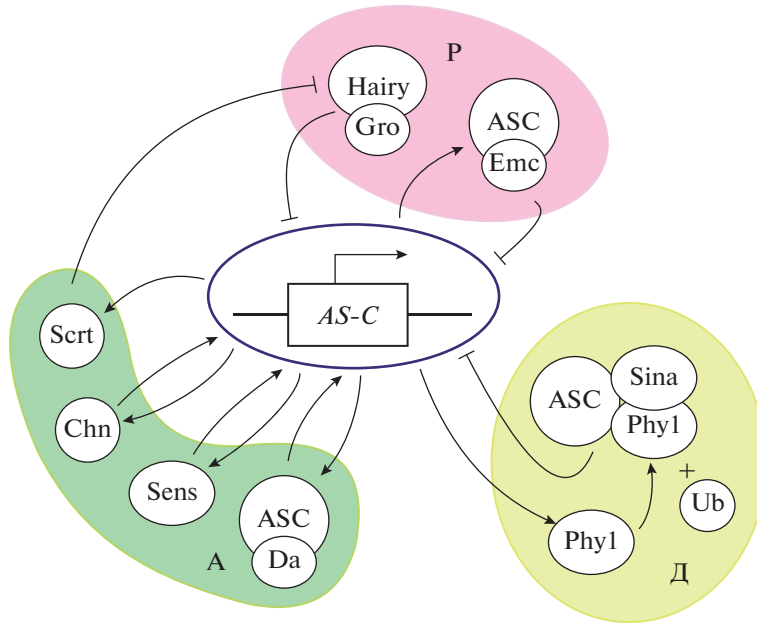 Р
Hairy
Gro
ASC
Emc
AS-C
Scrt
Chn
Sens
ASC
Da
А
ASC
Sina
Phy1
+
Ub
Phy1
Д